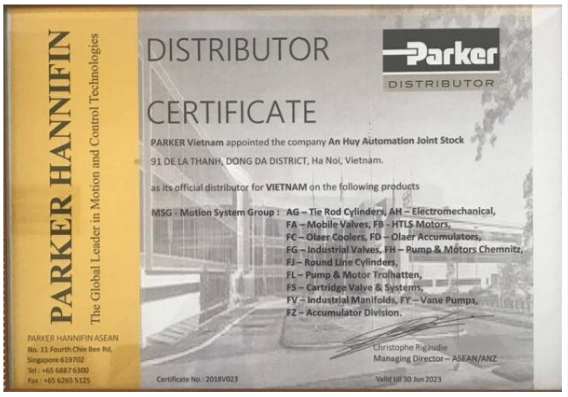 PARKER HANNIFIN
The Global Leader in Motion and Control Technologies
DISTRIBUTOR
CERTIFICATE
Parker
DISTRIBUTOR
PARKER Vietnam appointed the company An Huy Automation Joint Stock
91 DE LA THANH, DONG DA DISTRICT, Ha Noi, Vietnam.
as its official distributor for VIETNAM on the following products
MSG - Motion System Group : AG – Tie Rod Cylinders, AH – Electromechanical,
FA – Mobile Valves, FB - HTLS Motors,
FC – Olaer Coolers, FD – Olaer Accumulators,
FG – Industrial Valves, FH – Pump & Motors Chemnitz,
FJ – Round Line Cylinders,
FL – Pump & Motor Trolhatten,
FS – Cartridge Valve & Systems,
FV – Industrial Manifolds, FY – Vane Pumps,
FZ – Accumulator Division.
PARKER HANNIFIN ASEAN
No. 11 Fourth Chin Bee Rd,
Singapore 619702
Tel : +65 6887 6300
Fax : +65 6265 5125
Christophe Rigaudie
Managing Director – ASEAN/ANZ
Certificate No. : 2018V023
Valid till 30 Jun 2023